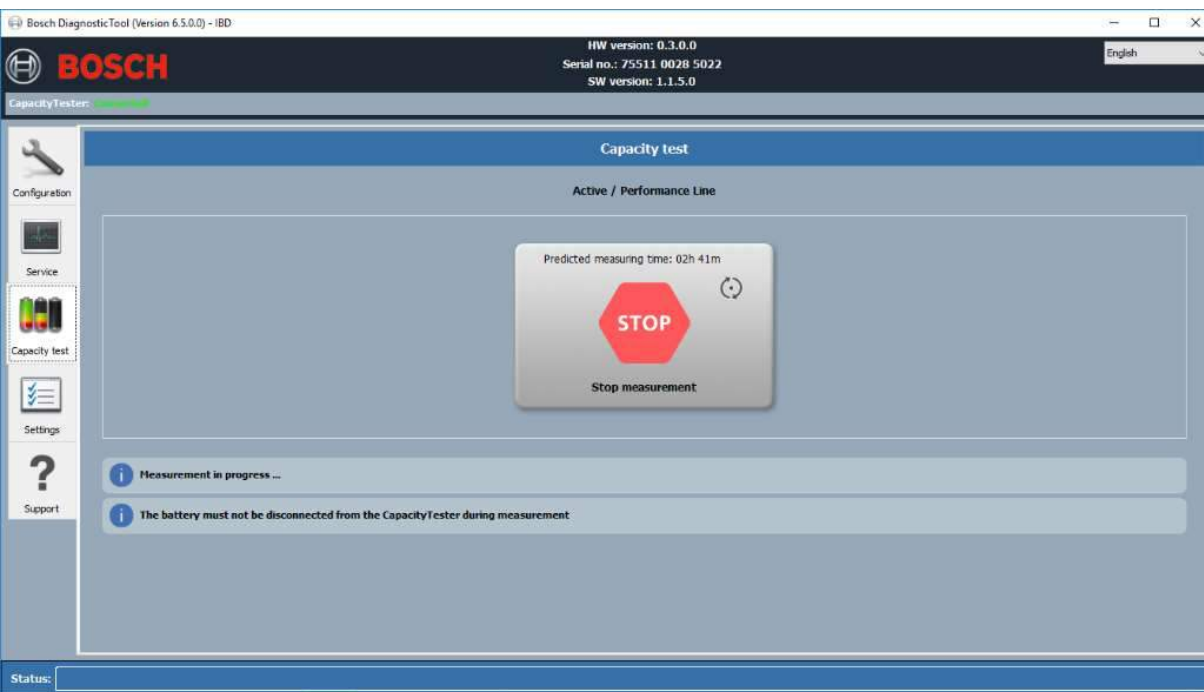 Bosch DiagnosticTool (Version 6.5.0.0) - IBD
HW version: 0.3.0.0
Serial no.: 75511 0028 5022
SW version: 1.1.5.0
English
BOSCH
CapacityTester: Connected
Capacity test
Active / Performance Line
Configuration
Service
Capacity test
Settings
Support
Predicted measuring time: 02h 41m
STOP
Stop measurement
Measurement in progress ...
The battery must not be disconnected from the CapacityTester during measurement
Status: